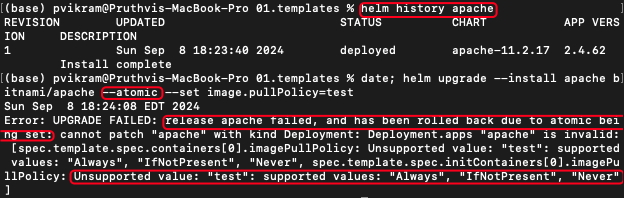 (base) pvikram@Pruthvis-MacBook-Pro 01.templates % helm history apache
REVISION UPDATED STATUS CHART APP VERS
ION DESCRIPTION
1 Sun Sep 8 18:23:40 2024 deployed apache-11.2.17 2.4.62
Install complete
(base) pvikram@Pruthvis-MacBook-Pro 01.templates % date; helm upgrade --install apache b
itnami/apache --atomic --set image.pullPolicy=test
Sun Sep 8 18:24:08 EDT 2024
Error: UPGRADE FAILED: release apache failed, and has been rolled back due to atomic bei
ng set: cannot patch "apache" with kind Deployment: Deployment.apps "apache" is invalid:
[spec.template.spec.containers[0].imagePullPolicy: Unsupported value: "test": supported
values: "Always", "IfNotPresent", "Never", spec.template.spec.initContainers[0].imagePu
llPolicy: Unsupported value: "test": supported values: "Always", "IfNotPresent", "Never"
]